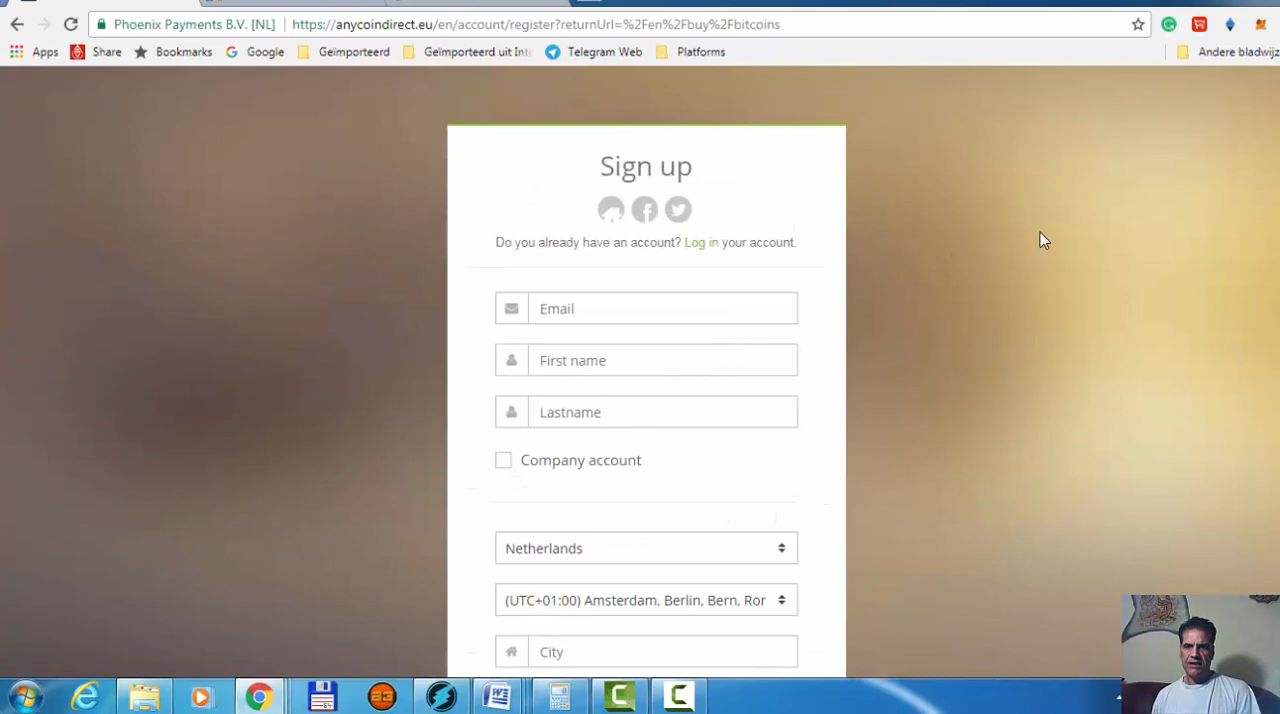 Phoenix Payments B.V. [NL] https://anycoindirect.eu/en/account/register?returnUrl=%2Fen%2Fbuy%2Fbitcoins
Apps Share Bookmarks Google Geïmporteerd Geïmporteerd uit Int Telegram Web Platforms Andere bladwijz
Sign up
Do you already have an account? Log in your account.
Email
First name
Lastname
Company account
Netherlands
(UTC+01:00) Amsterdam, Berlin, Bern, Ror
City